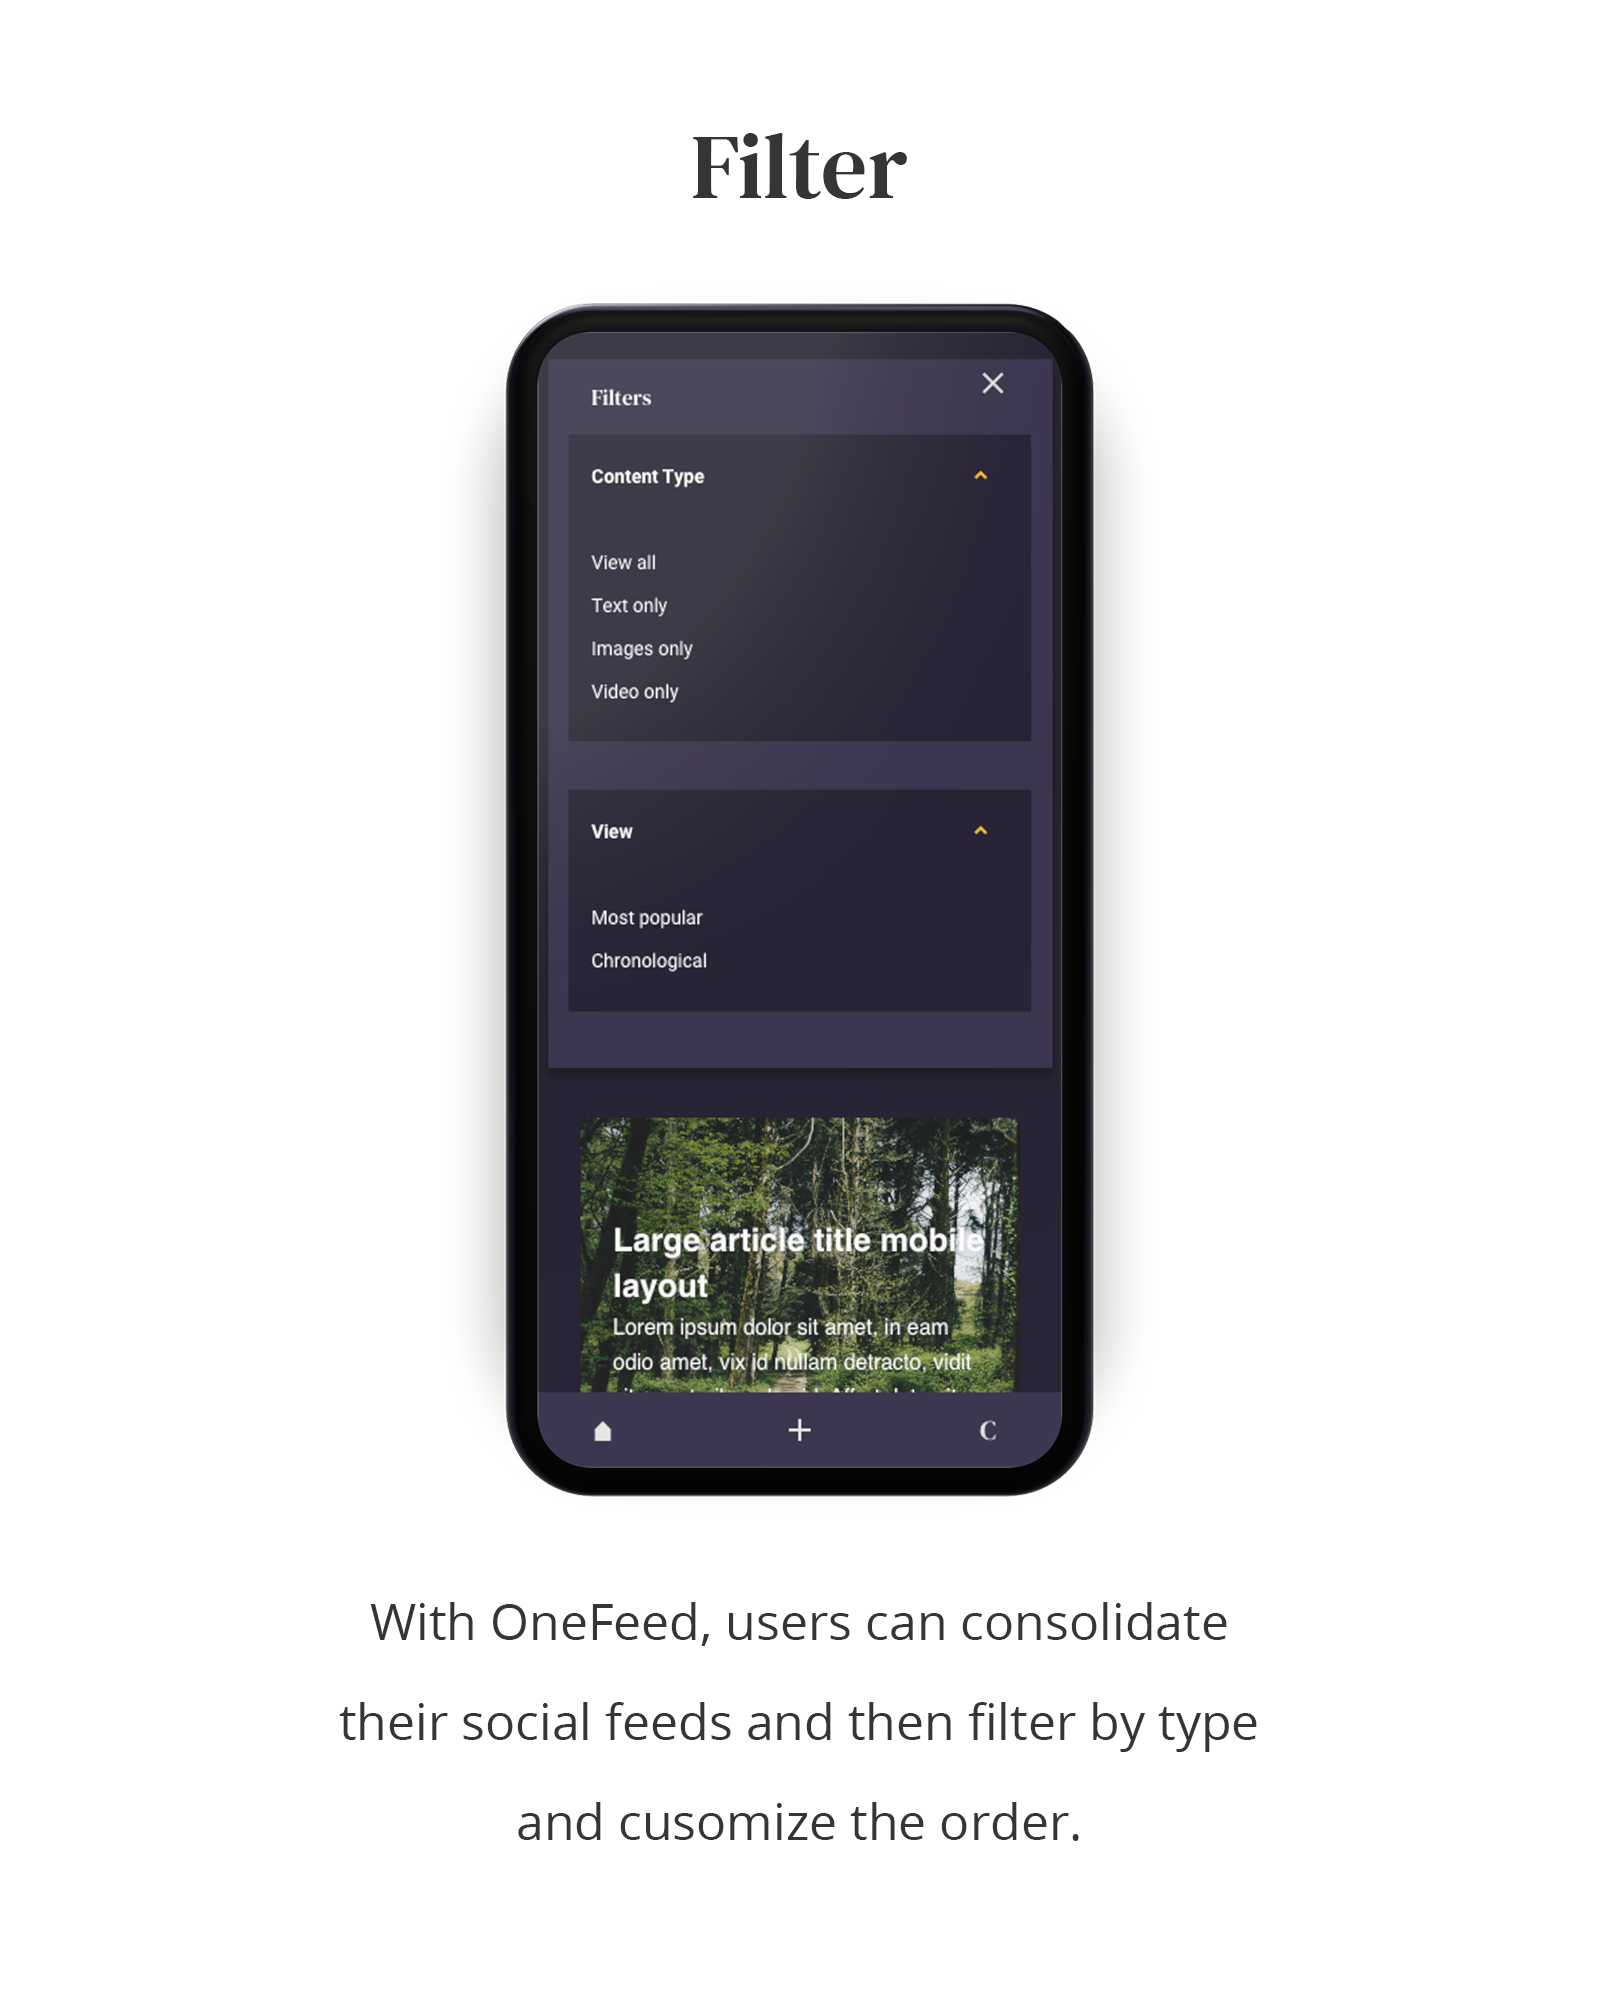 Filter
Filters
Content Type
View all
Text only
Images only
Video only
View
Most popular
Chronological
Large article title mobile
layout
Lorem ipsum dolor sit amet, in eam
odio amet, vix id nullam detracto, vidit
C
With OneFeed, users can consolidate
their social feeds and then filter by type
and cusomize the order.